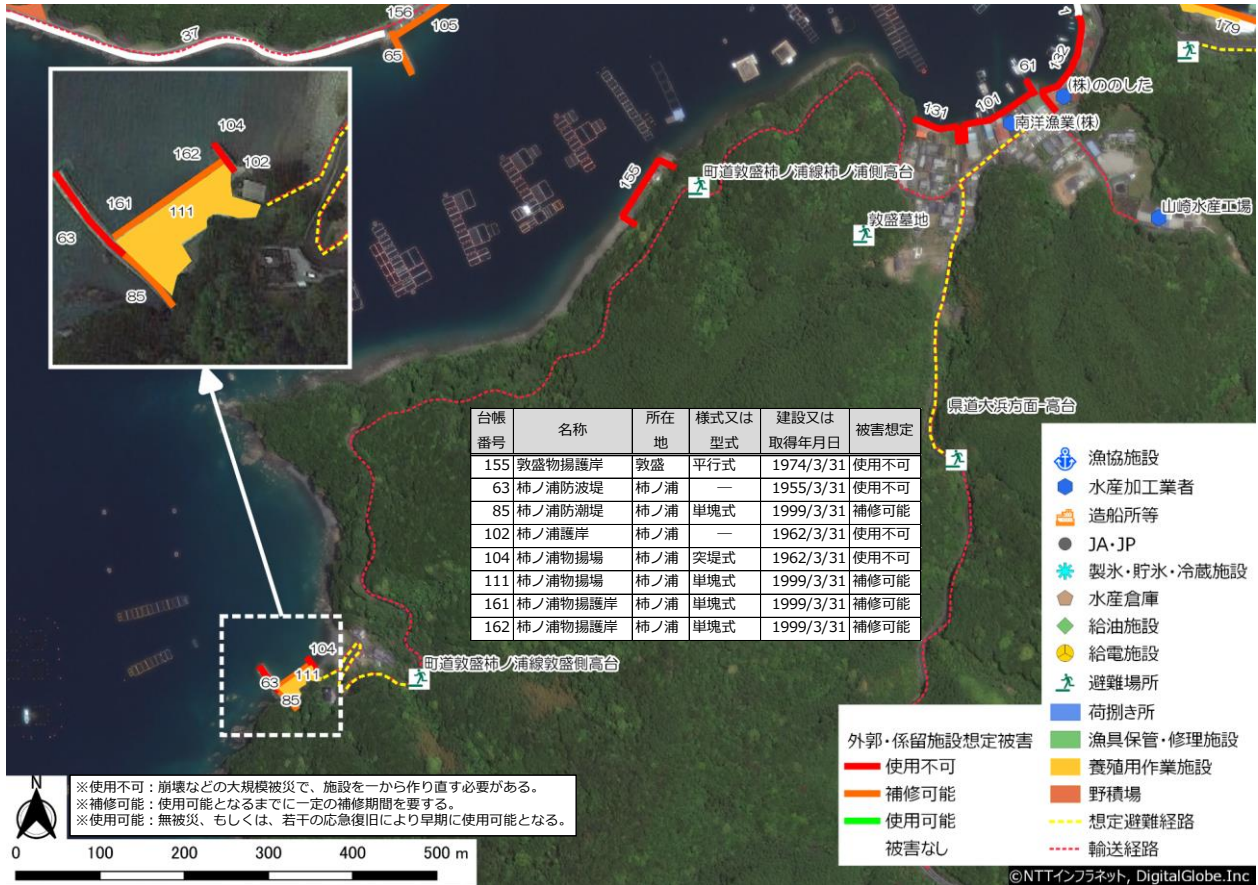 156
105
37
65
179
1
132
61
(株)ののした
101
131
南洋漁業(株)
104
162
102
161
111
63
85
155
町道敦盛柿ノ浦線柿ノ浦側高台
敦盛墓地
山崎水産工場
県道大浜方面-高台
台帳番号 名称 所在地 様式又は型式 建設又は取得年月日 被害想定
155 敦盛物揚護岸 敦盛 平行式 1974/3/31 使用不可
63 柿ノ浦防波堤 柿ノ浦 ― 1955/3/31 使用不可
85 柿ノ浦防潮堤 柿ノ浦 単塊式 1999/3/31 補修可能
102 柿ノ浦護岸 柿ノ浦 ― 1962/3/31 使用不可
104 柿ノ浦物揚場 柿ノ浦 突堤式 1962/3/31 使用不可
111 柿ノ浦物揚場 柿ノ浦 単塊式 1999/3/31 補修可能
161 柿ノ浦物揚護岸 柿ノ浦 単塊式 1999/3/31 補修可能
162 柿ノ浦物揚護岸 柿ノ浦 単塊式 1999/3/31 補修可能
104
111
63
85
町道敦盛柿ノ浦線敦盛側高台
漁協施設
水産加工業者
造船所等
JA・JP
製氷・貯氷・冷蔵施設
水産倉庫
給油施設
給電施設
避難場所
荷捌き所
漁具保管・修理施設
養殖用作業施設
野積場
想定避難経路
輸送経路
外郭・係留施設想定被害
使用不可
補修可能
使用可能
被害なし
※使用不可：崩壊などの大規模被災で、施設を一から作り直す必要がある。
※補修可能：使用可能となるまでに一定の補修期間を要する。
※使用可能：無被災、もしくは、若干の応急復旧により早期に使用可能となる。
N
0 100 200 300 400 500 m
©NTTインフラネット, DigitalGlobe.Inc